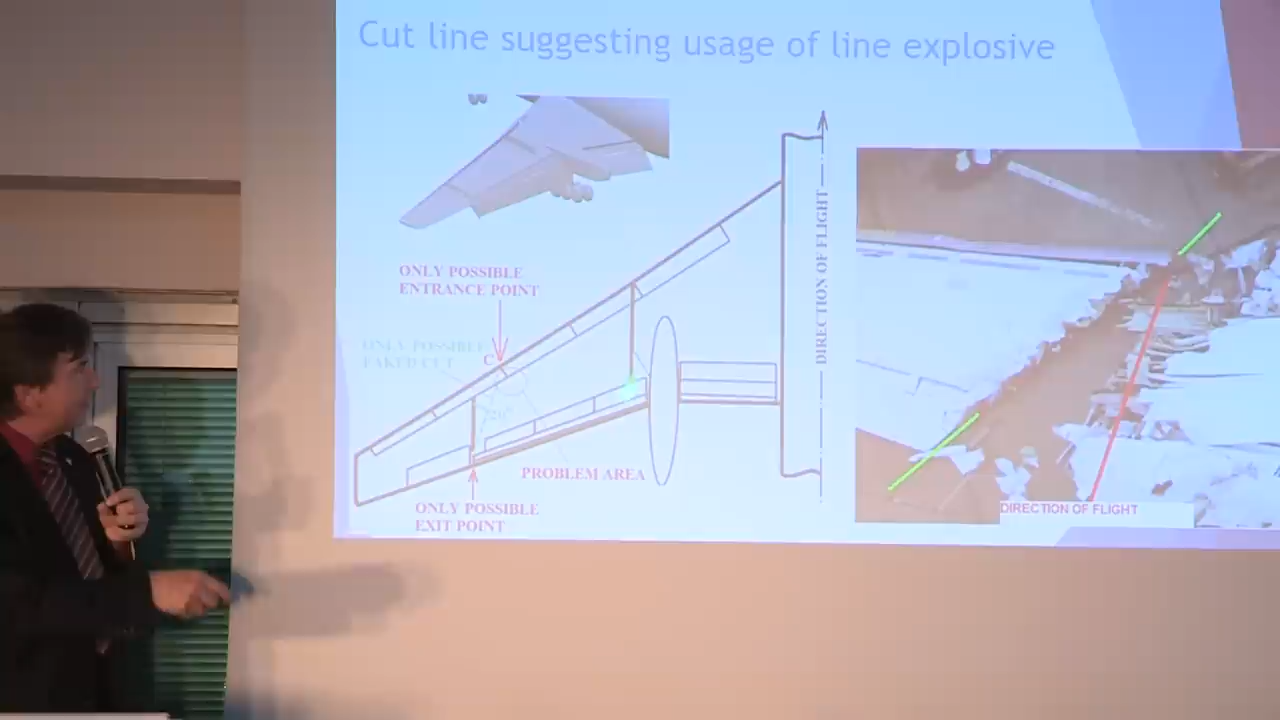 Cut line suggesting usage of line explosive
ONLY POSSIBLE
ENTRANCE POINT
ONLY POSSIBLE
FAKED CUT
C
DIRECTION OF FLIGHT
PROBLEM AREA
ONLY POSSIBLE
EXIT POINT
DIRECTION OF FLIGHT